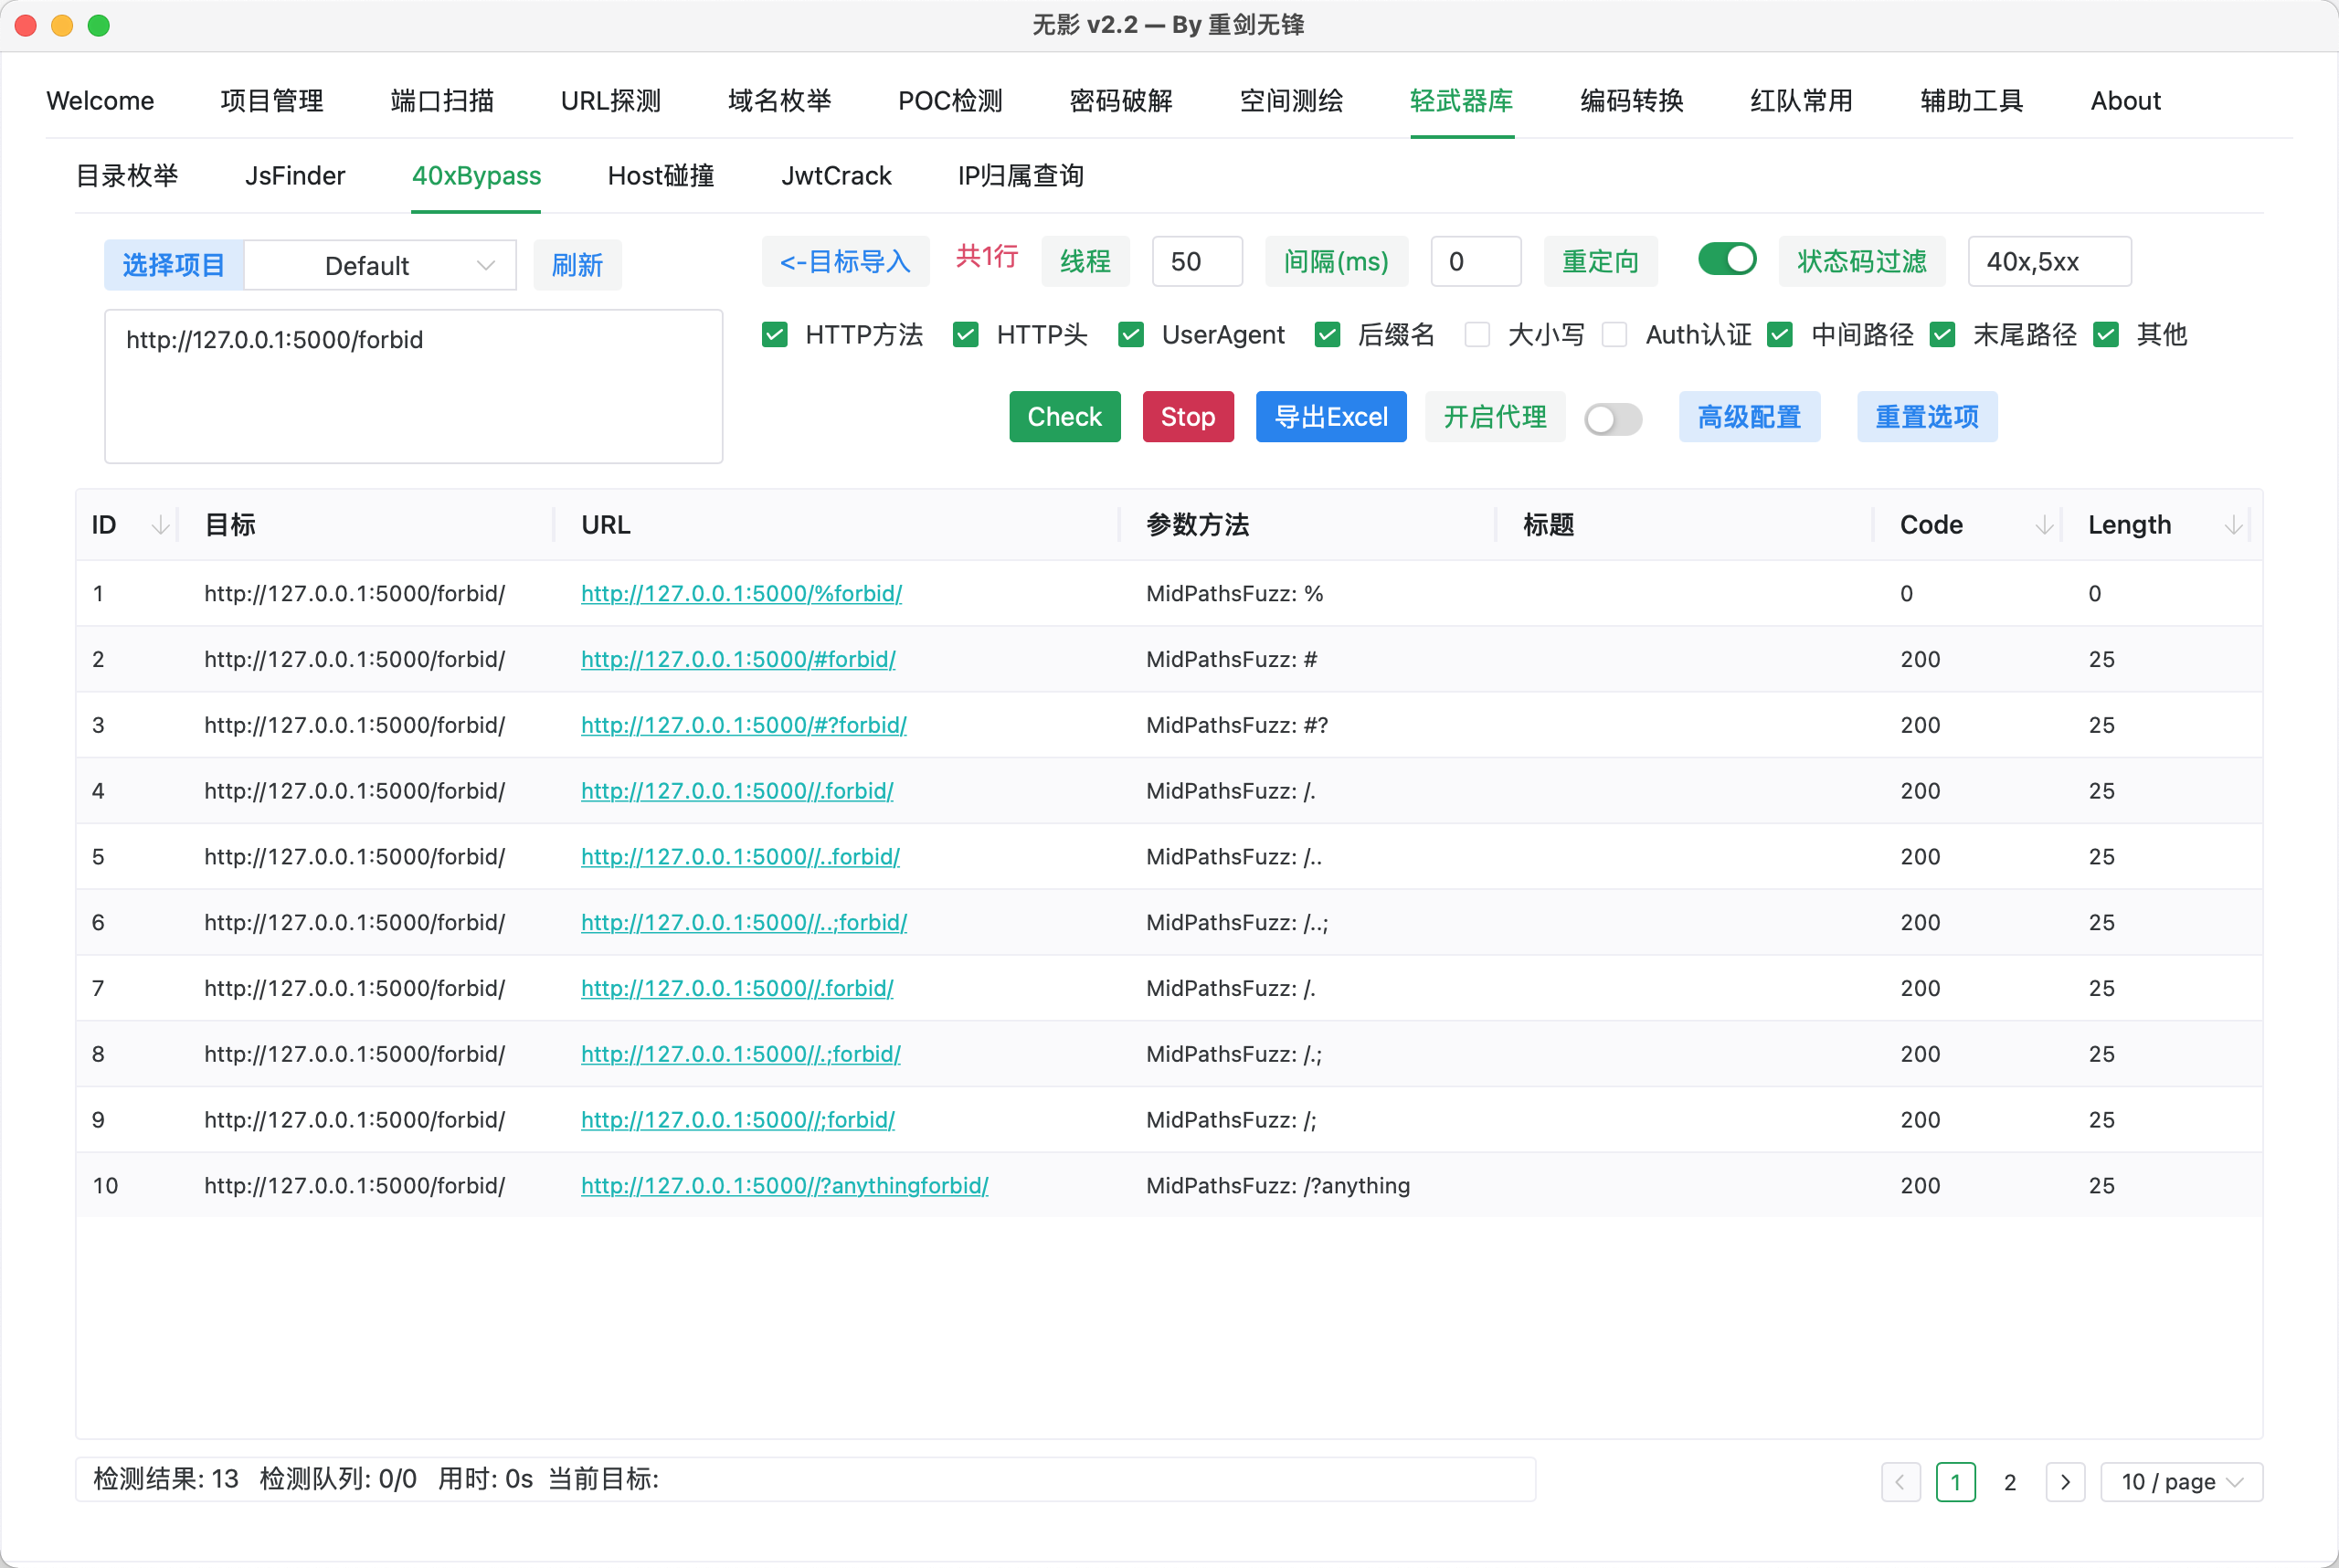 无影 v2.2 — By 重剑无锋
Welcome 项目管理 端口扫描 URL探测 域名枚举 POC检测 密码破解 空间测绘 轻武器库 编码转换 红队常用 辅助工具 About
目录枚举 JsFinder 40xBypass Host碰撞 JwtCrack IP归属查询
选择项目 Default 刷新 <-目标导入 共1行 线程 50 间隔(ms) 0 重定向 状态码过滤 40x,5xx
http://127.0.0.1:5000/forbid
HTTP方法 HTTP头 UserAgent 后缀名 大小写 Auth认证 中间路径 末尾路径 其他
Check Stop 导出Excel 开启代理 高级配置 重置选项
ID 目标 URL 参数方法 标题 Code Length
1 http://127.0.0.1:5000/forbid/ http://127.0.0.1:5000/%forbid/ MidPathsFuzz: % 0 0
2 http://127.0.0.1:5000/forbid/ http://127.0.0.1:5000/#forbid/ MidPathsFuzz: # 200 25
3 http://127.0.0.1:5000/forbid/ http://127.0.0.1:5000/#?forbid/ MidPathsFuzz: #? 200 25
4 http://127.0.0.1:5000/forbid/ http://127.0.0.1:5000//.forbid/ MidPathsFuzz: /. 200 25
5 http://127.0.0.1:5000/forbid/ http://127.0.0.1:5000//..forbid/ MidPathsFuzz: /.. 200 25
6 http://127.0.0.1:5000/forbid/ http://127.0.0.1:5000//..;forbid/ MidPathsFuzz: /..; 200 25
7 http://127.0.0.1:5000/forbid/ http://127.0.0.1:5000//.forbid/ MidPathsFuzz: /. 200 25
8 http://127.0.0.1:5000/forbid/ http://127.0.0.1:5000//.;forbid/ MidPathsFuzz: /.; 200 25
9 http://127.0.0.1:5000/forbid/ http://127.0.0.1:5000//;forbid/ MidPathsFuzz: /; 200 25
10 http://127.0.0.1:5000/forbid/ http://127.0.0.1:5000//?anythingforbid/ MidPathsFuzz: /?anything 200 25
检测结果: 13 检测队列: 0/0 用时: 0s 当前目标: 1 2 10 / page